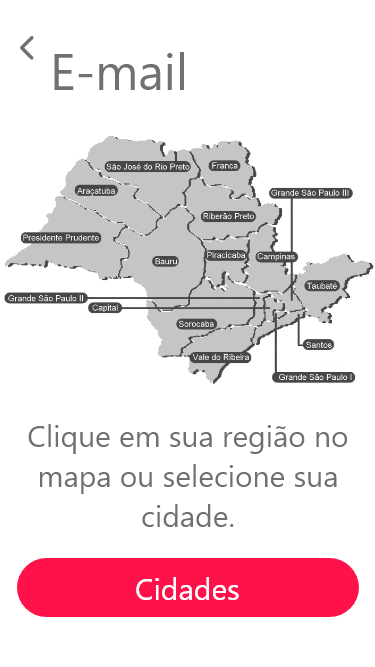 E-mail
São José do Rio Preto
Franca
Araçatuba
Grande São Paulo III
Riberão Preto
Presidente Prudente
Bauru
Piracicaba
Campinas
Taubaté
Grande São Paulo II
Capital
Sorocaba
Santos
Vale do Ribeira
Grande São Paulo I
Clique em sua região no
mapa ou selecione sua
cidade.
Cidades